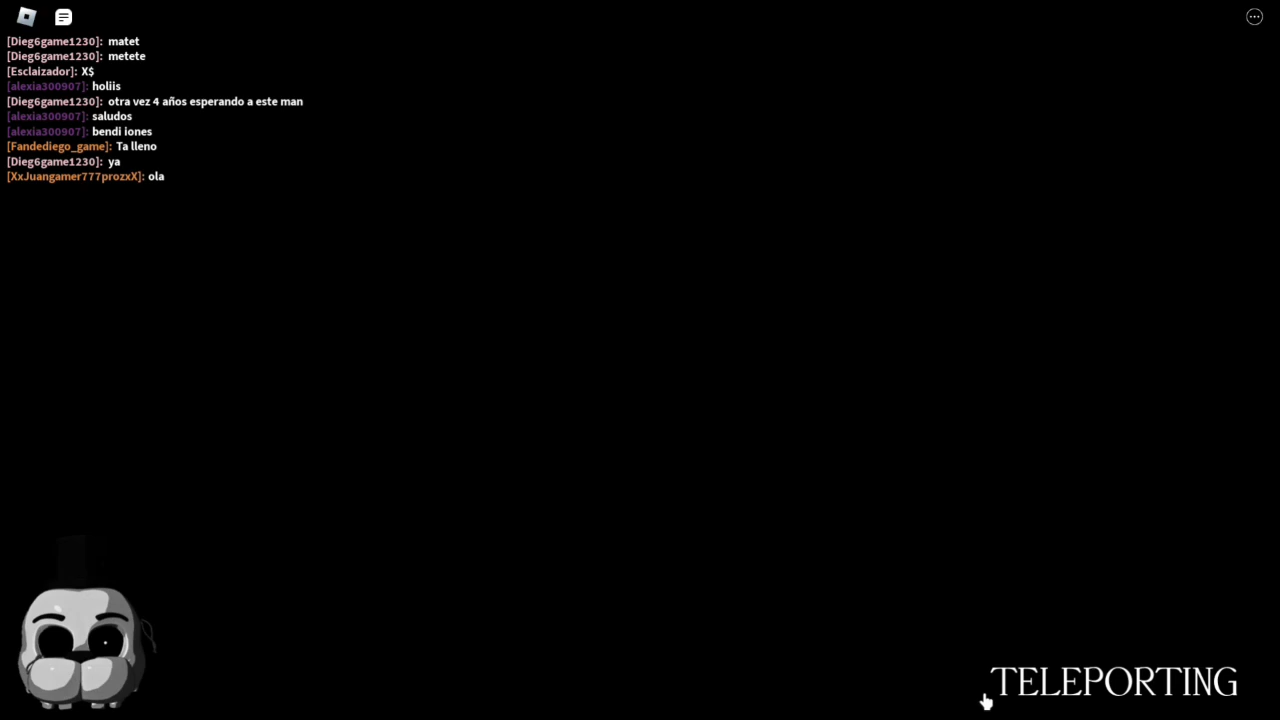 [Dieg6game1230]: matet
[Dieg6game1230]: metete
[Esclaizador]: X$
[alexia300907]: holiis
[Dieg6game1230]: otra vez 4 años esperando a este man
[alexia300907]: saludos
[alexia300907]: bendi iones
[Fandediego_game]: Ta lleno
[Dieg6game1230]: ya
[XxJuangamer777prozxX]: ola
TELEPORTING